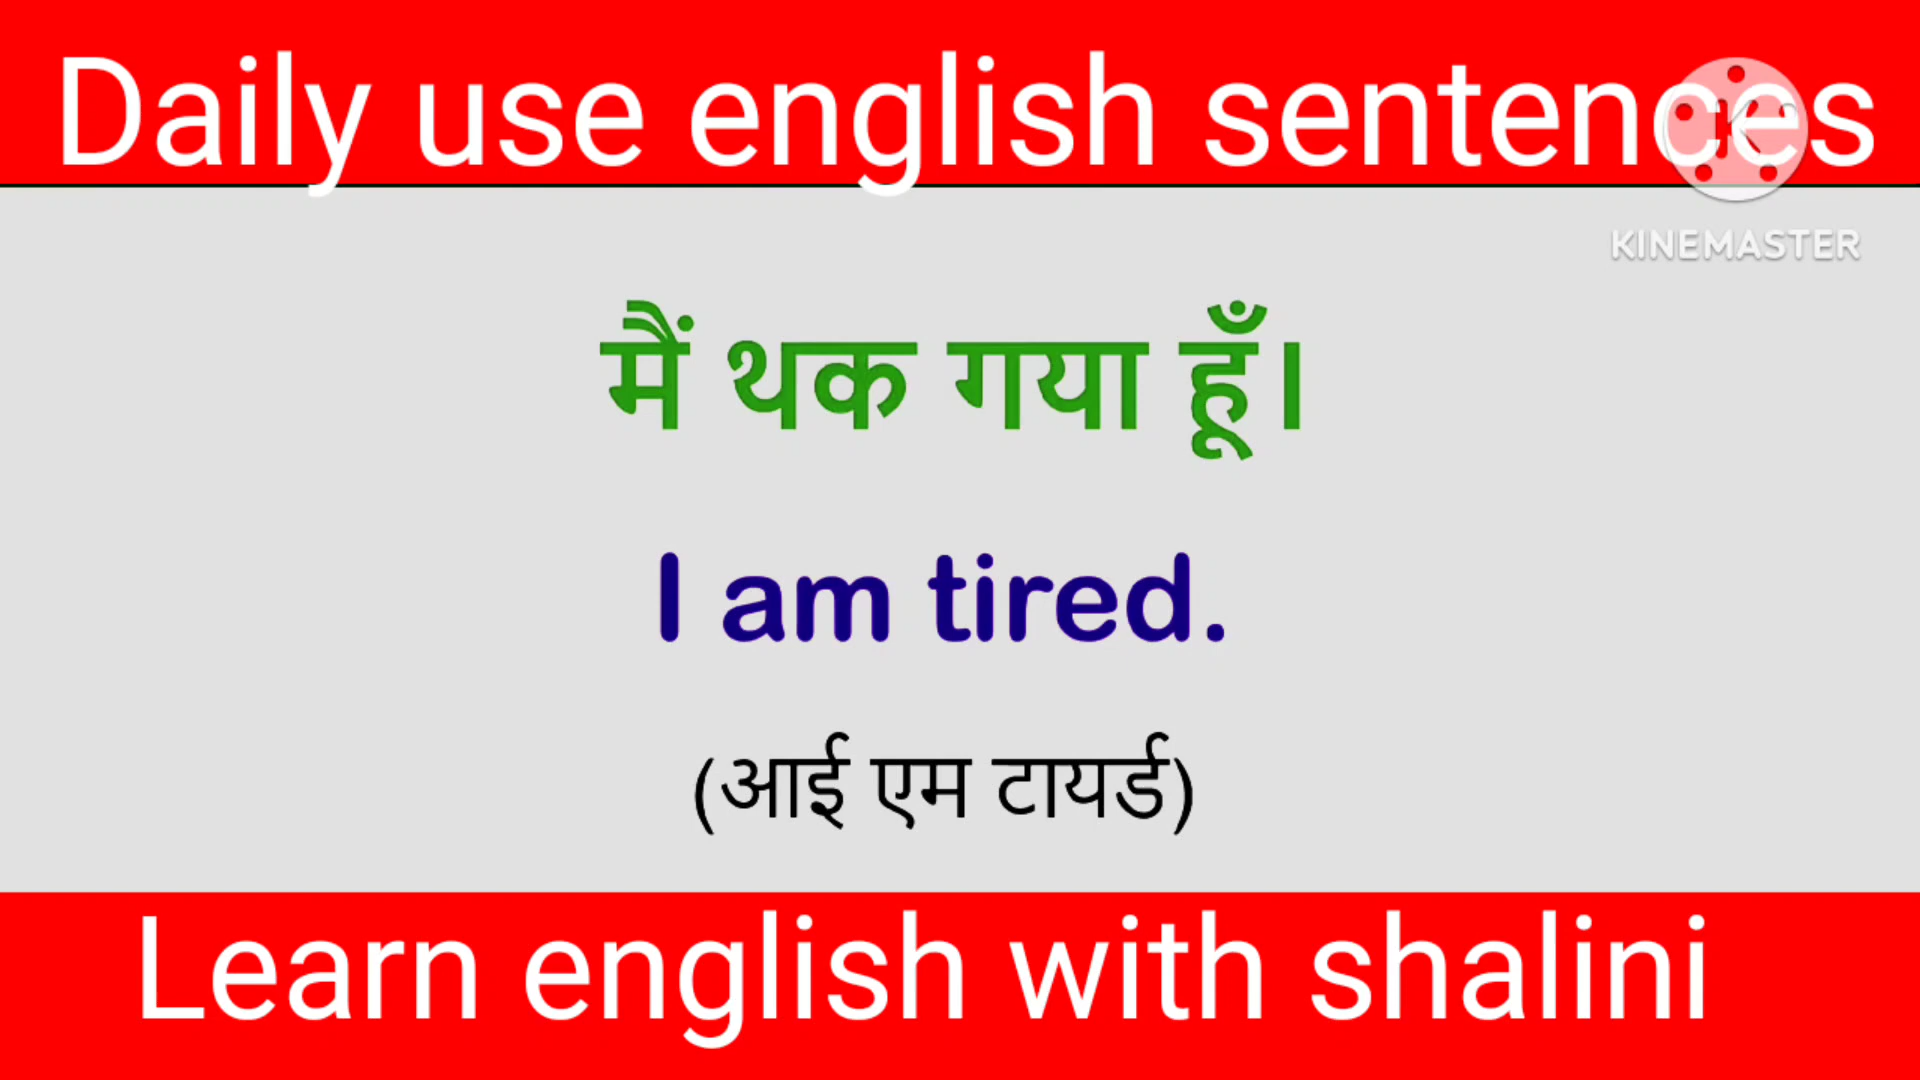 Daily use english sentences
KINEMASTER
मैं थक गया हूँ।
I am tired.
(आई एम टायर्ड)
Learn english with shalini